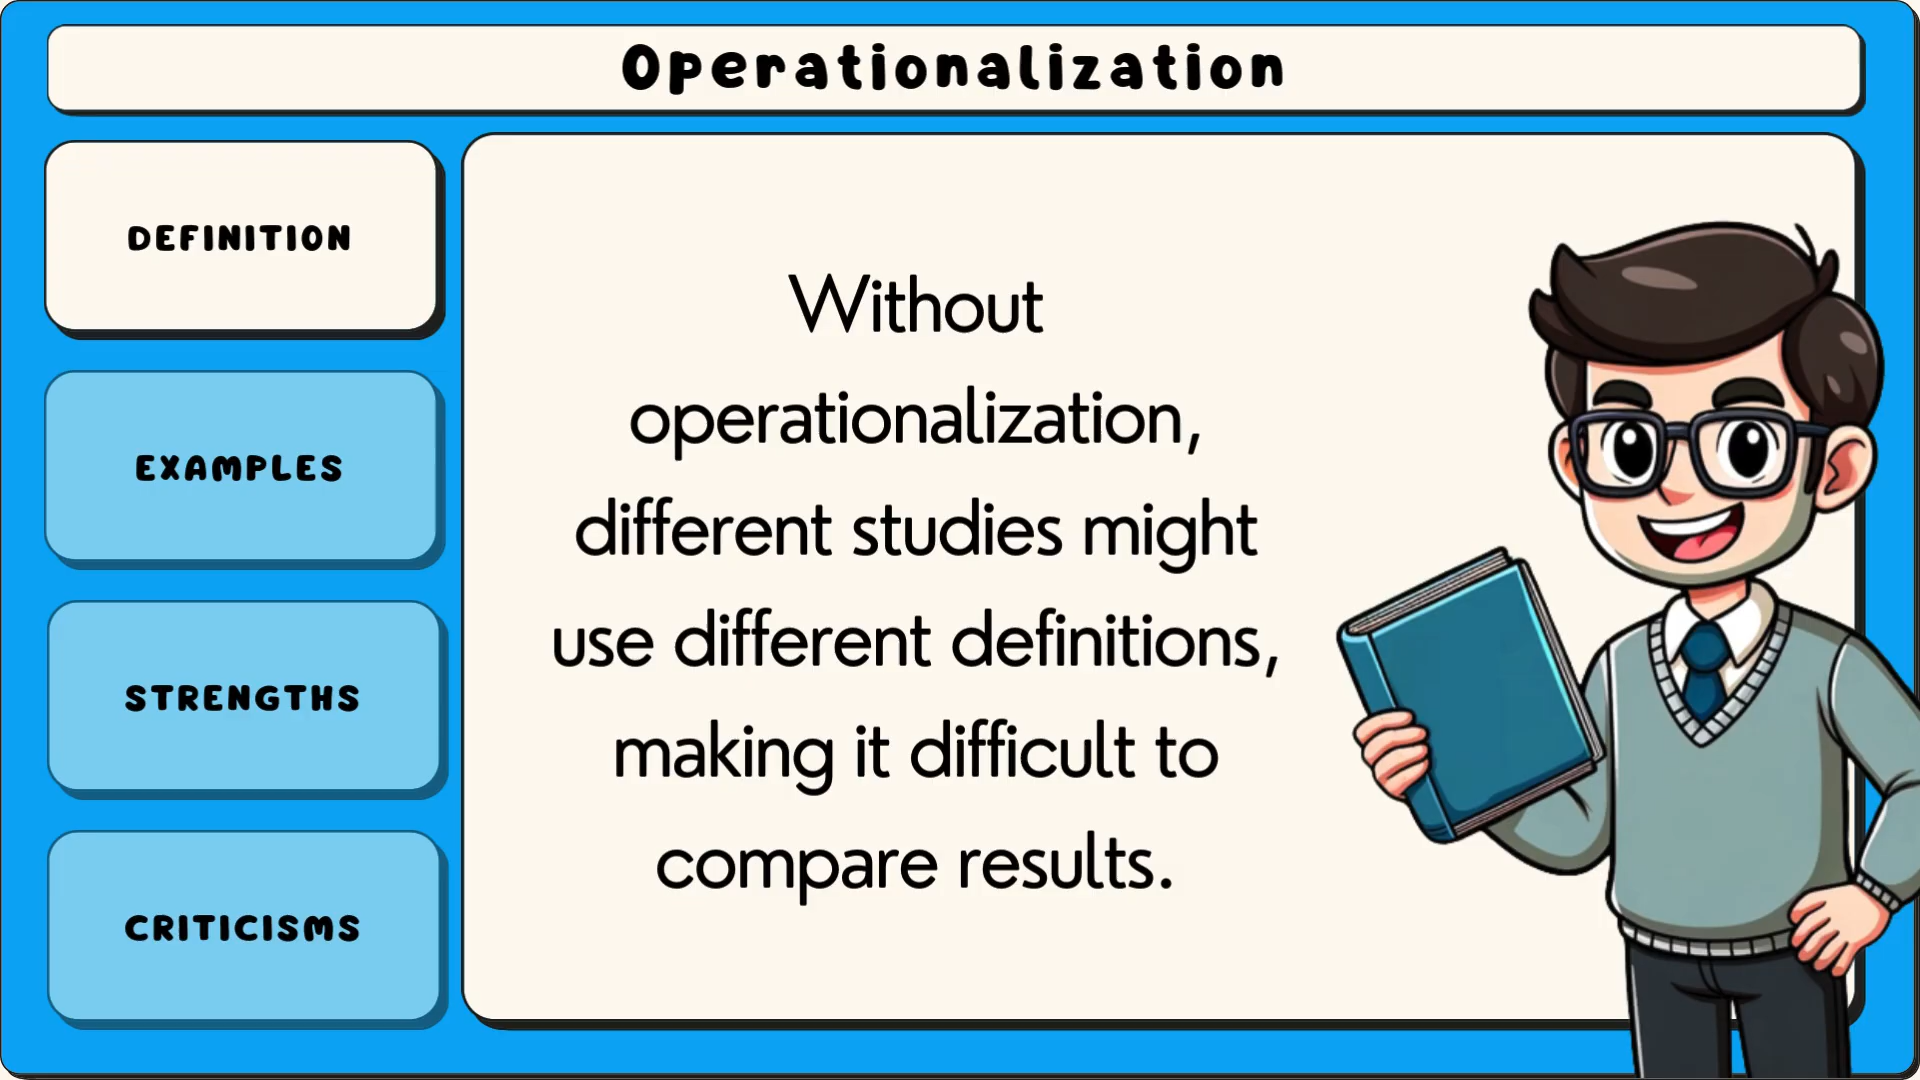 Operationalization
DEFINITION
EXAMPLES
STRENGTHS
CRITICISMS
Without
operationalization,
different studies might
use different definitions,
making it difficult to
compare results.